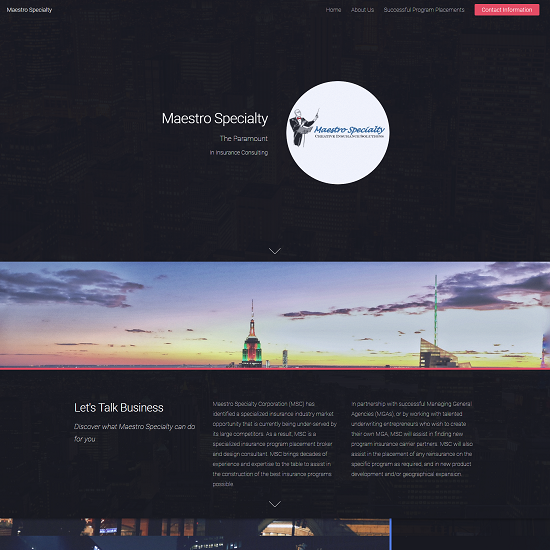 Maestro Specialty
Home
About Us
Successful Program Placements
Contact Information
Maestro Specialty
The Paramount
in Insurance Consulting
Maestro Specialty
Creative Insurance Solutions
Let's Talk Business
Discover what Maestro Specialty can do
for you
Maestro Specialty Corporation (MSC) has
identified a specialized insurance industry market
opportunity that is currently being under-served by
its large competitors. As a result, MSC is a
specialized insurance program placement broker
and design consultant. MSC brings decades of
experience and expertise to the table to assist in
the construction of the best insurance programs
possible.
In partnership with successful Managing General
Agencies (MGAs), or by working with talented
underwriting entrepreneurs who wish to create
their own MGA, MSC will assist in finding new
program insurance carrier partners. MSC will also
assist in the placement of any reinsurance on the
specific program as required, and in new product
development and/or geographical expansion.